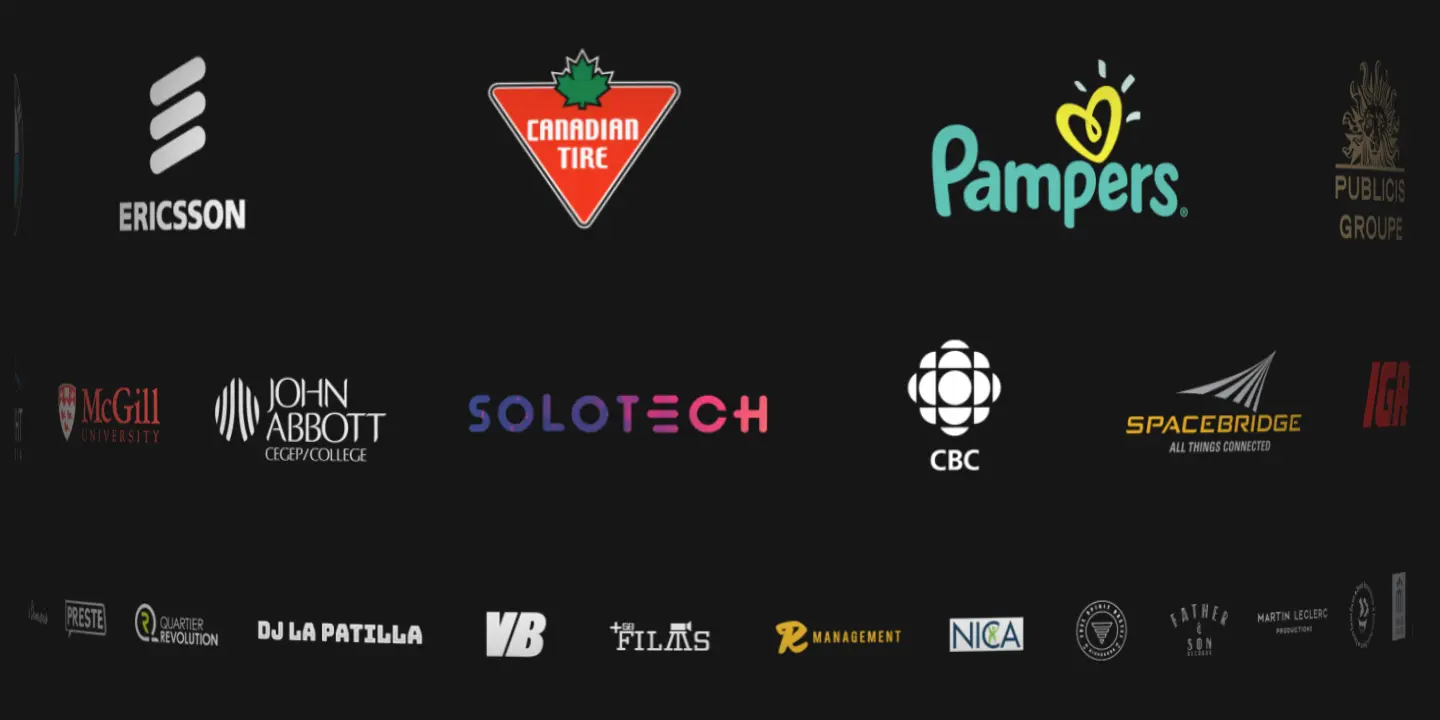 ERICSSON
CANADIAN
TIRE
Pampers®
PUBLICIS
GROUPE
McGill
UNIVERSITY
JOHN
ABBOTT
CEGEP/COLLEGE
SOLOTECH
CBC
SPACEBRIDGE
ALL THINGS CONNECTED
IGA
PRESTE
QUARTIER
REVOLUTION
DJ LA PATILLA
VB
FILMS
R MANAGEMENT
NICA
FATHER
&
SON
MARTIN LECLERC
PRODUCTIONS